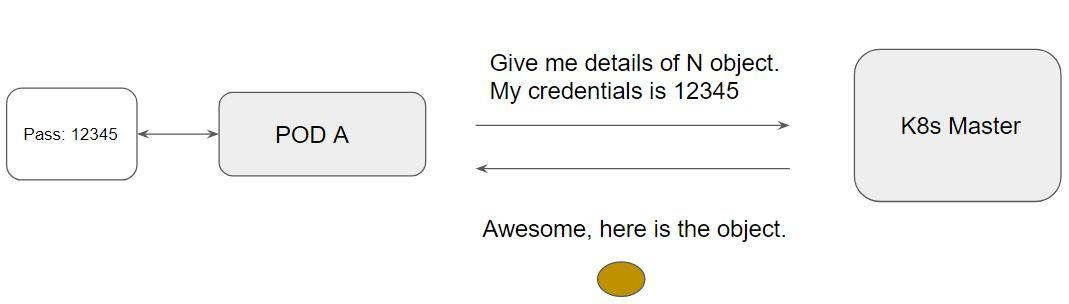 Give me details of N object.
My credentials is 12345
Pass: 12345
POD A
K8s Master
Awesome, here is the object.